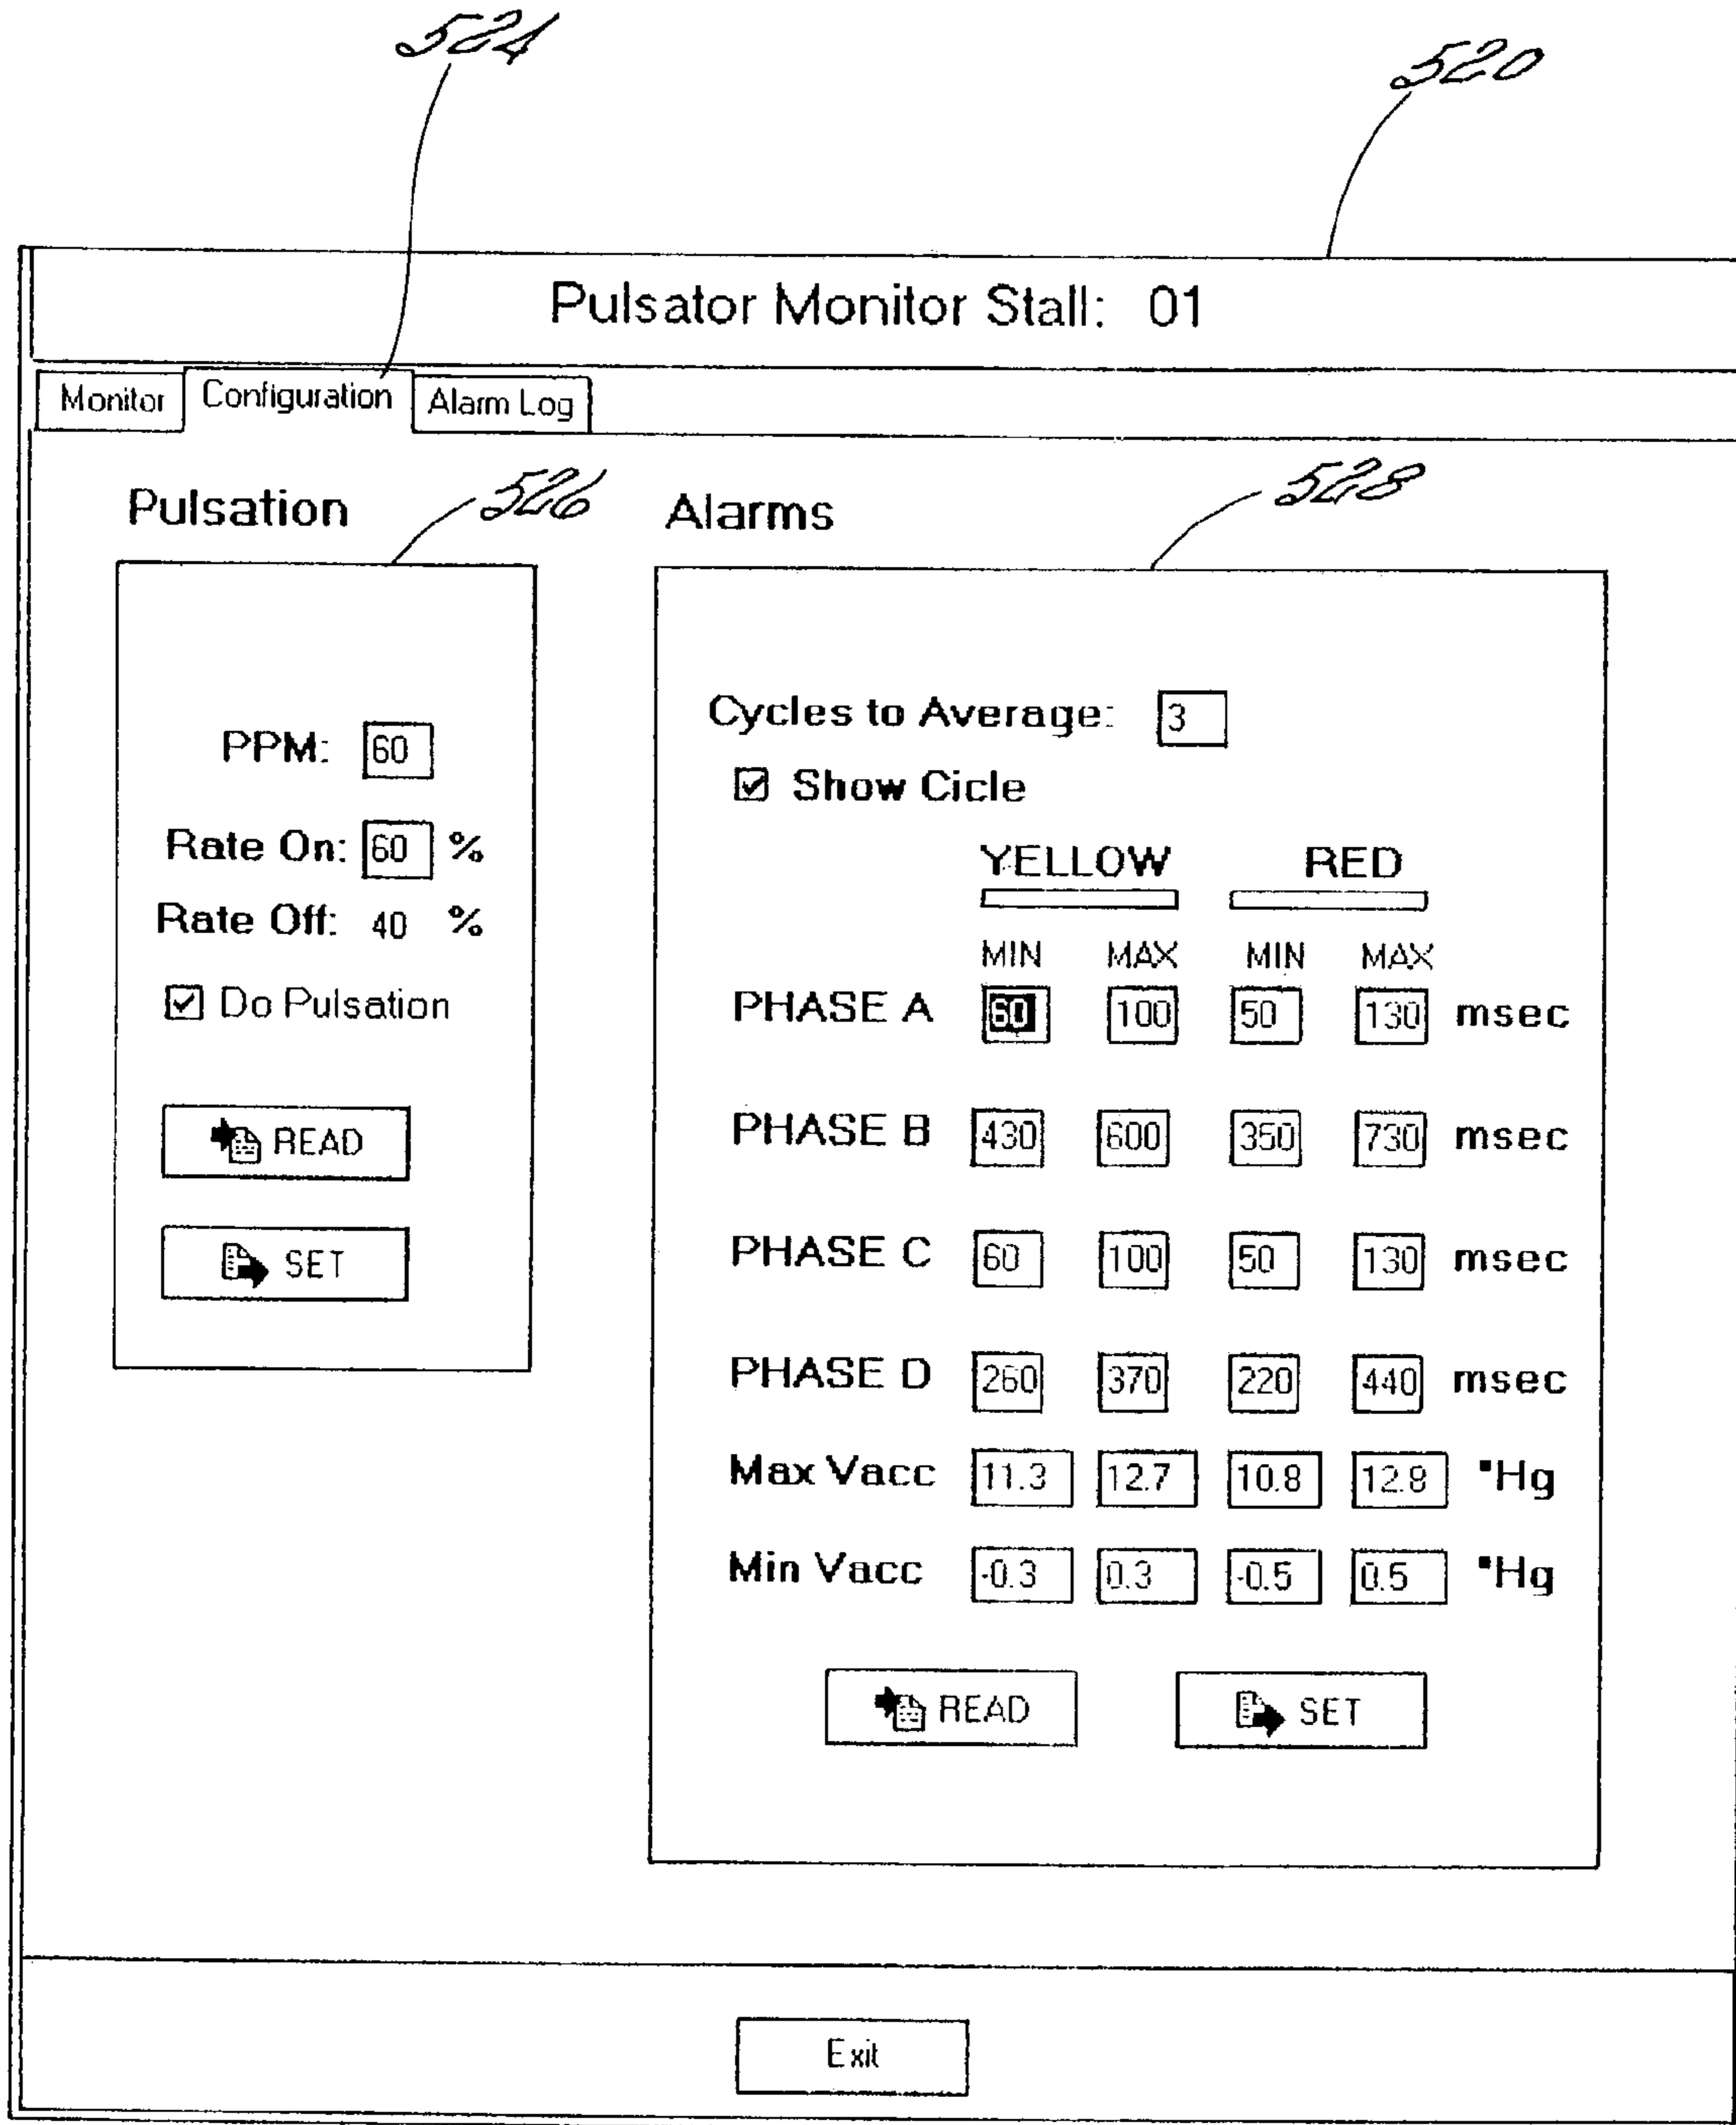 524
520
Pulsator Monitor Stall: 01
Monitor Configuration Alarm Log
Pulsation
526
Alarms
528
PPM: 60
Rate On: 60 %
Rate Off: 40 %
Do Pulsation
READ
SET
Cycles to Average: 3
Show Cicle
YELLOW RED
MIN MAX MIN MAX
PHASE A 60 100 50 130 msec
PHASE B 430 600 350 730 msec
PHASE C 60 100 50 130 msec
PHASE D 260 370 220 440 msec
Max Vacc 11.3 12.7 10.8 12.8 "Hg
Min Vacc -0.3 0.3 -0.5 0.5 "Hg
READ SET
Exit